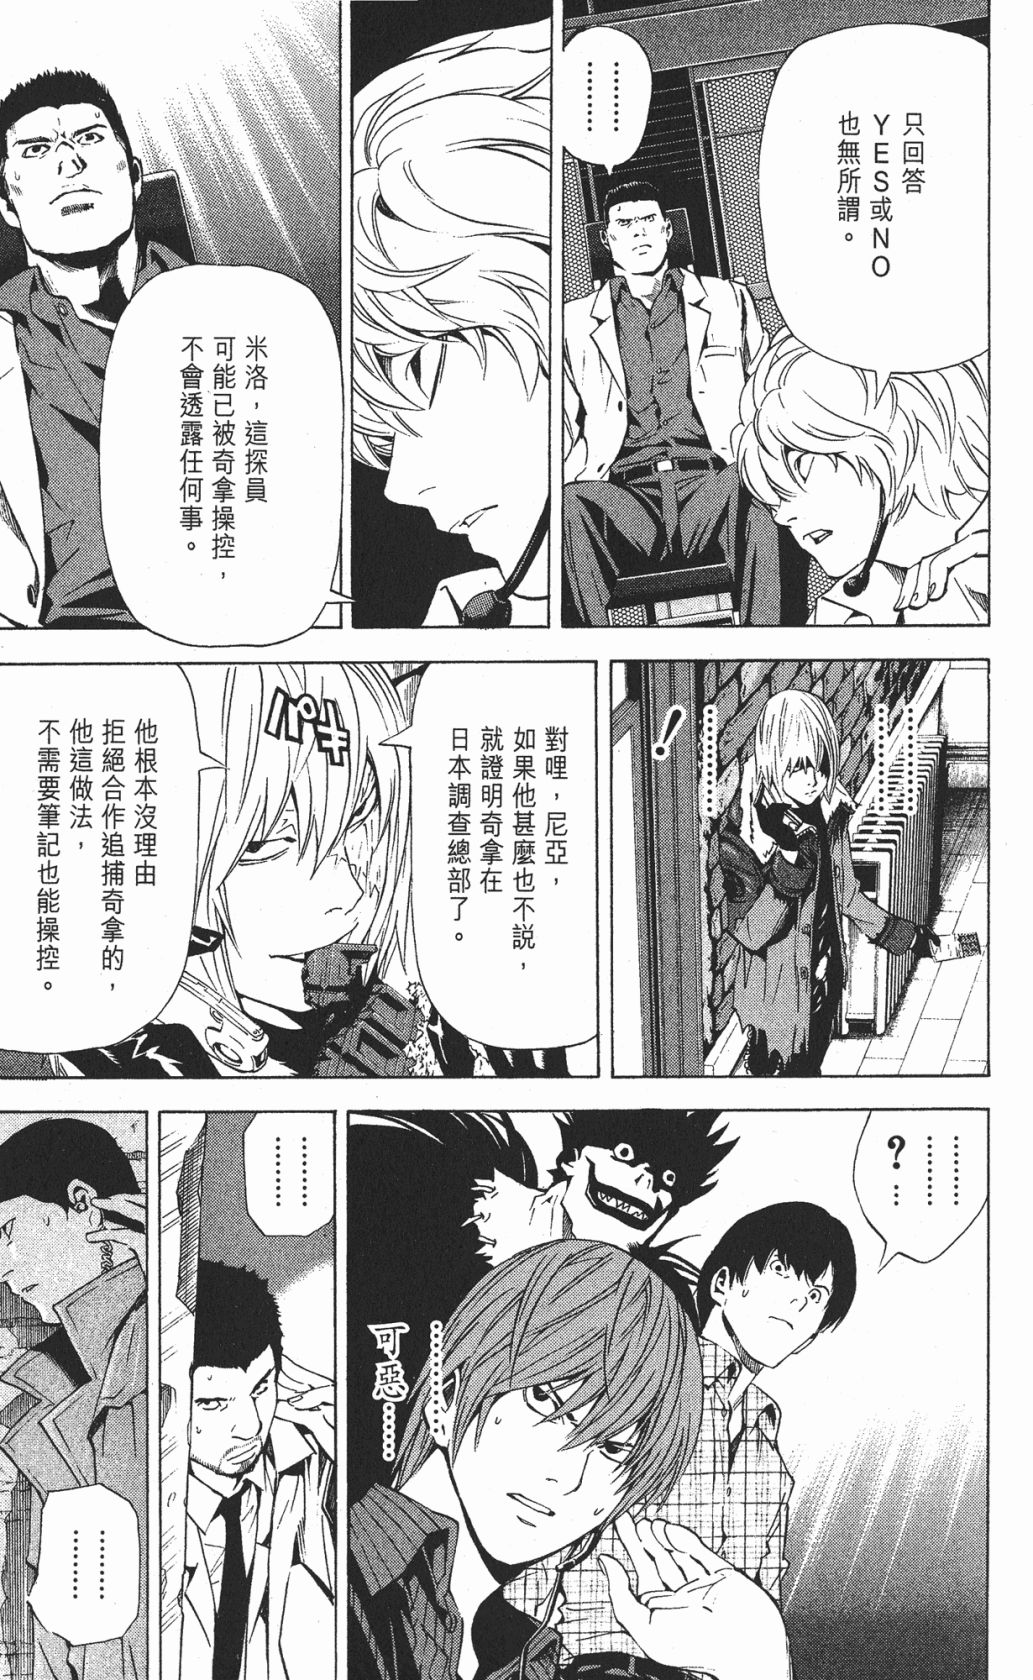 只回答
YES或NO
也無所謂。
⋯⋯⋯
米洛，這探員
可能已被奇拿操控，
不會透露任何事。
⋯⋯⋯⋯
！
對哩，尼亞，
如果他甚麼也不說，
就證明奇拿在
日本調查總部了。
パキ
他根本沒理由
拒絕合作追捕奇拿的，
他這做法，
不需要筆記也能操控。
⋯⋯⋯
？⋯
⋯⋯⋯⋯
可惡⋯⋯
⋯⋯
⋯⋯
⋯⋯
⋯⋯